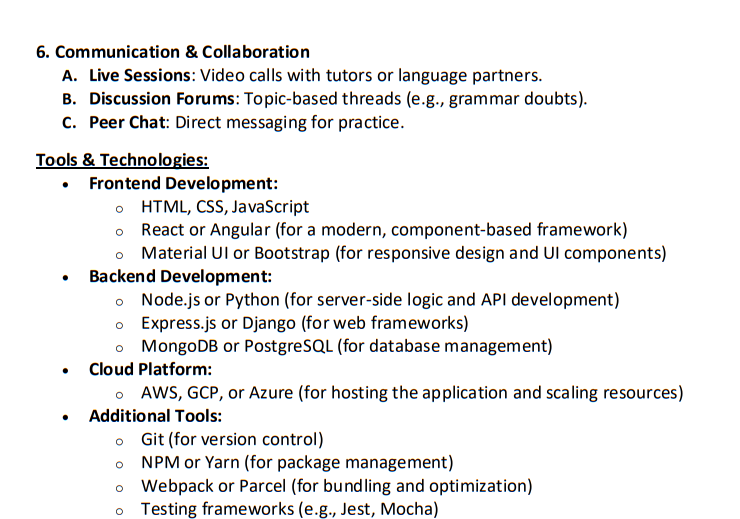 6. Communication & Collaboration
A. Live Sessions: Video calls with tutors or language partners.
B. Discussion Forums: Topic-based threads (e.g., grammar doubts).
C. Peer Chat: Direct messaging for practice.
Tools & Technologies:
• Frontend Development:
o HTML, CSS, JavaScript
o React or Angular (for a modern, component-based framework)
o Material UI or Bootstrap (for responsive design and UI components)
• Backend Development:
o Node.js or Python (for server-side logic and API development)
o Express.js or Django (for web frameworks)
o MongoDB or PostgreSQL (for database management)
• Cloud Platform:
o AWS, GCP, or Azure (for hosting the application and scaling resources)
• Additional Tools:
o Git (for version control)
o NPM or Yarn (for package management)
o Webpack or Parcel (for bundling and optimization)
o Testing frameworks (e.g., Jest, Mocha)